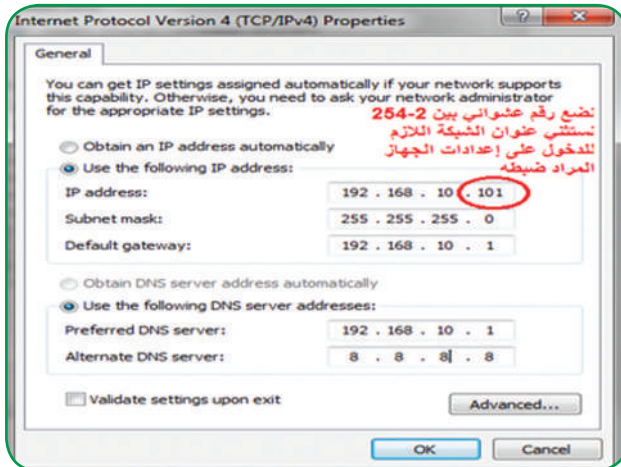 Internet Protocol Version 4 (TCP/IPv4) Properties
General
You can get IP settings assigned automatically if your network supports
this capability. Otherwise, you need to ask your network administrator
for the appropriate IP settings.
نضع رقم عشوائي بين 2-254
نستثني عنوان الشبكة اللازم
للدخول على إعدادات الجهاز
المراد ضبطه
Obtain an IP address automatically
Use the following IP address:
IP address: 192 . 168 . 10 . 101
Subnet mask: 255 . 255 . 255 . 0
Default gateway: 192 . 168 . 10 . 1
Obtain DNS server address automatically
Use the following DNS server addresses:
Preferred DNS server: 192 . 168 . 10 . 1
Alternate DNS server: 8 . 8 . 8 . 8
Validate settings upon exit
Advanced...
OK
Cancel